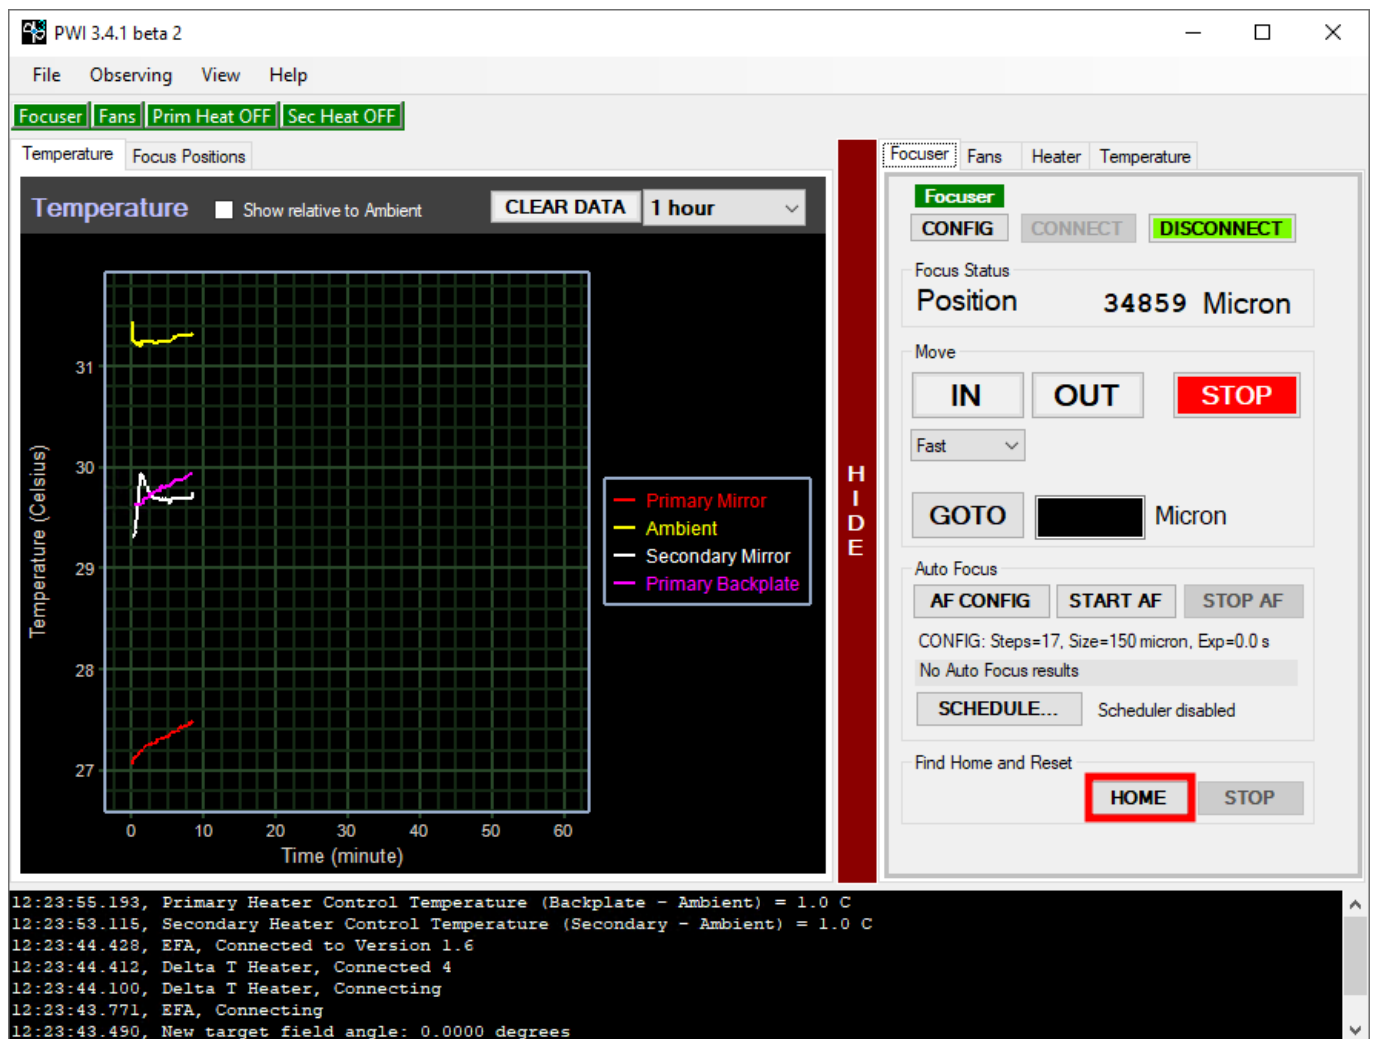 PWI 3.4.1 beta 2
File Observing View Help
Focuser Fans Prim Heat OFF Sec Heat OFF
Temperature Focus Positions
Temperature Show relative to Ambient CLEAR DATA 1 hour
31
30
29
28
27
Temperature (Celsius)
0 10 20 30 40 50 60
Time (minute)
Primary Mirror
Ambient
Secondary Mirror
Primary Backplate
HIDE
Focuser Fans Heater Temperature
Focuser
CONFIG CONNECT DISCONNECT
Focus Status
Position 34859 Micron
Move
IN OUT STOP
Fast
GOTO Micron
Auto Focus
AF CONFIG START AF STOP AF
CONFIG: Steps=17, Size=150 micron, Exp=0.0 s
No Auto Focus results
SCHEDULE... Scheduler disabled
Find Home and Reset
HOME STOP
12:23:55.193, Primary Heater Control Temperature (Backplate - Ambient) = 1.0 C
12:23:53.115, Secondary Heater Control Temperature (Secondary - Ambient) = 1.0 C
12:23:44.428, EFA, Connected to Version 1.6
12:23:44.412, Delta T Heater, Connected 4
12:23:44.100, Delta T Heater, Connecting
12:23:43.771, EFA, Connecting
12:23:43.490, New target field angle: 0.0000 degrees